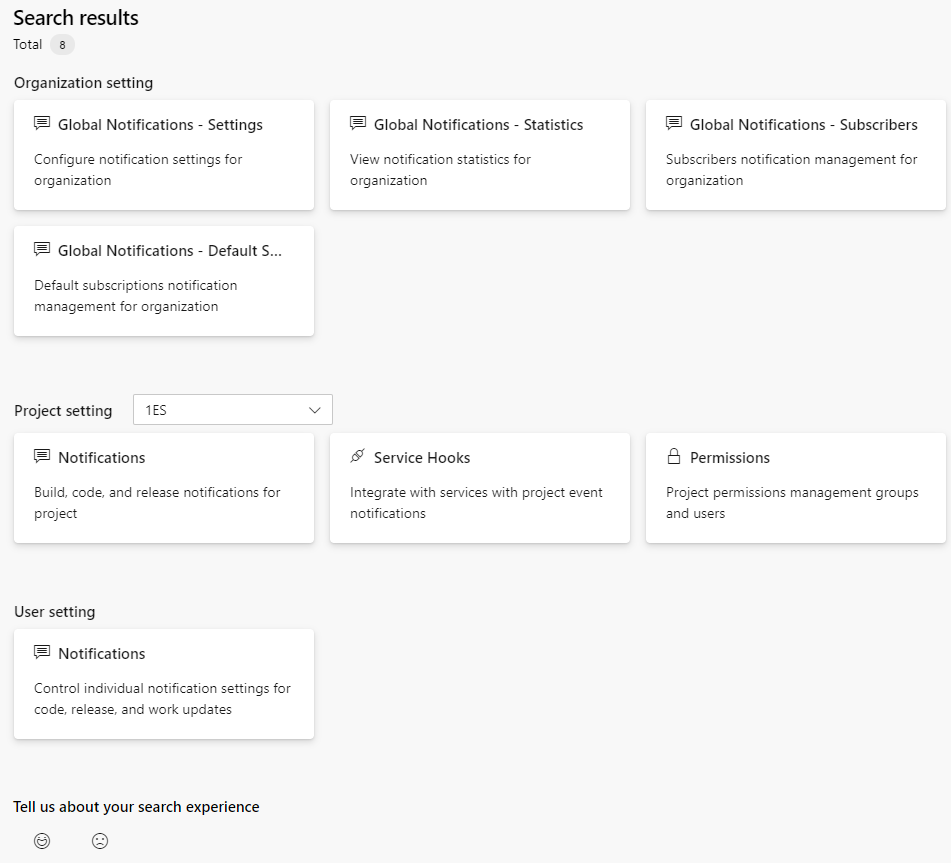 Search results
Total 8
Organization setting
Global Notifications - Settings
Configure notification settings for
organization
Global Notifications - Statistics
View notification statistics for
organization
Global Notifications - Subscribers
Subscribers notification management for
organization
Global Notifications - Default S...
Default subscriptions notification
management for organization
Project setting 1ES
Notifications
Build, code, and release notifications for
project
Service Hooks
Integrate with services with project event
notifications
Permissions
Project permissions management groups
and users
User setting
Notifications
Control individual notification settings for
code, release, and work updates
Tell us about your search experience